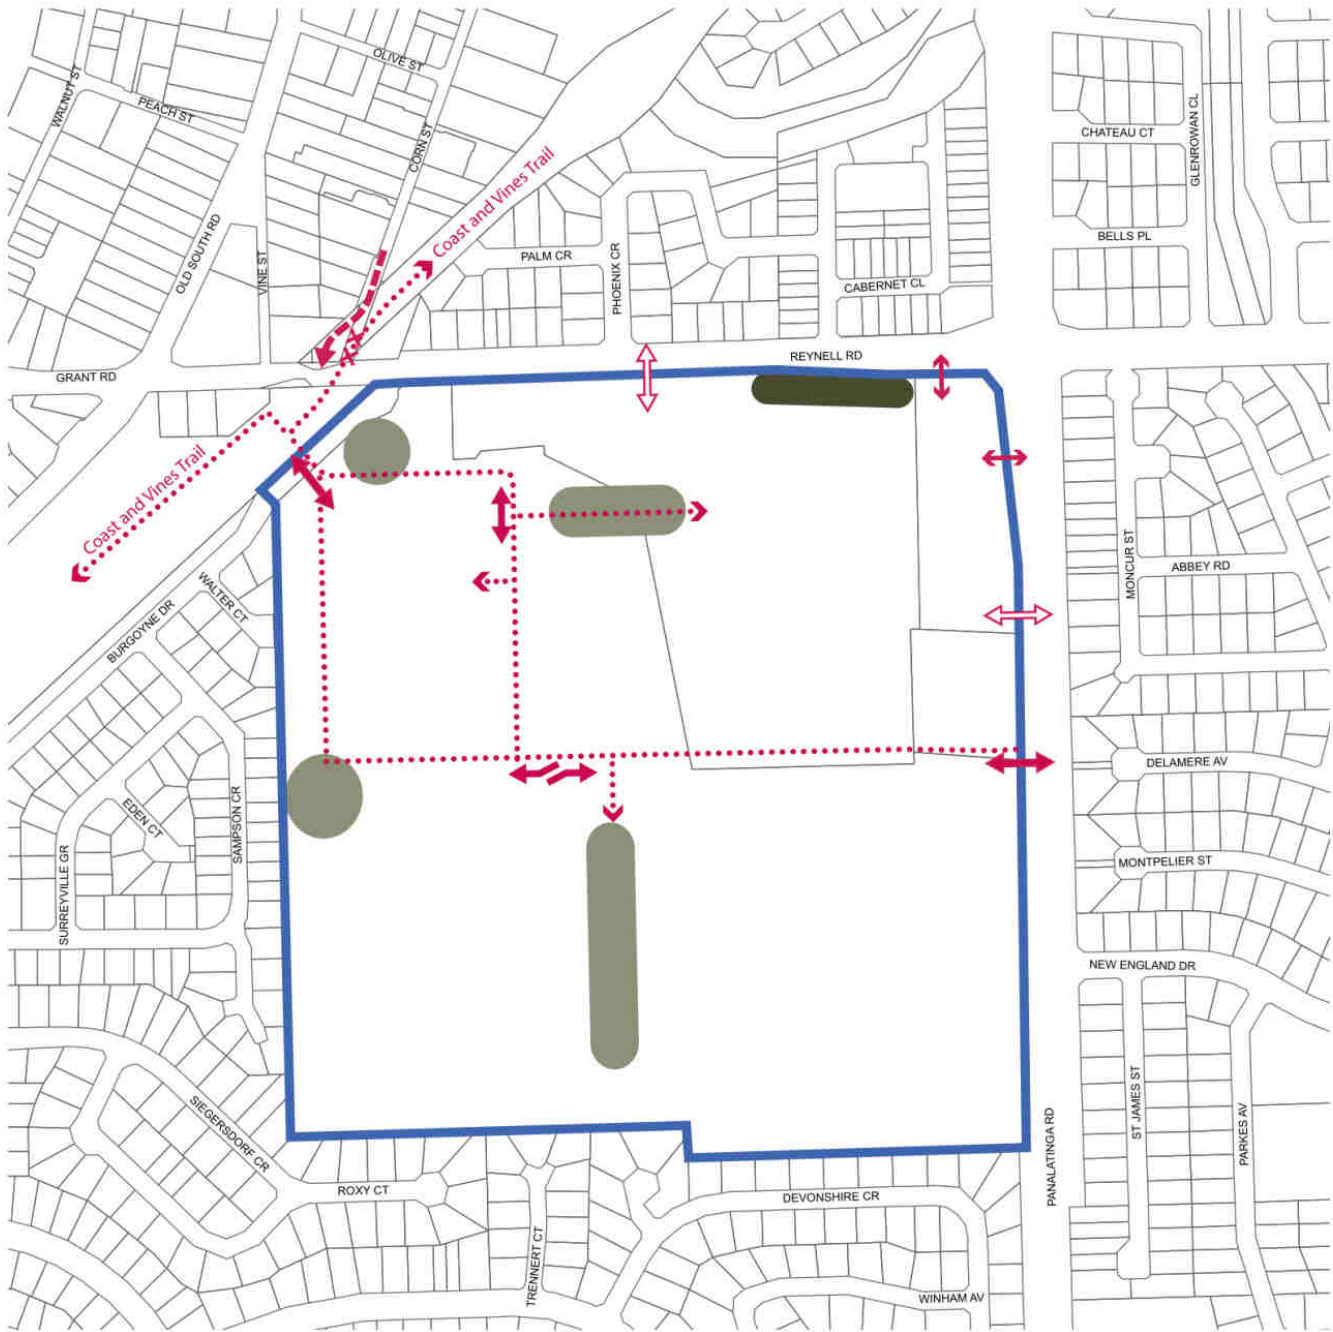 OLIVE ST
WALNUT ST
PEACH ST
CORN ST
CHATEAU CT
GLENROWAN CL
Coast and Vines Trail
OLD SOUTH RD
VINE ST
PALM CR
PHOENIX CR
BELLS PL
CABERNET CL
REYNELL RD
GRANT RD
Coast and Vines Trail
MONCUR ST
ABBEY RD
WALTER CT
BURGOYNE DR
DELAMERE AV
EDEN CT
SAMPSON CR
SURREYVILLE GR
MONTPELIER ST
NEW ENGLAND DR
SIEGERSDORF CR
ST JAMES ST
PARKES AV
PANALATINGA RD
ROXY CT
DEVONSHIRE CR
TRENNERT CT
WINHAM AV